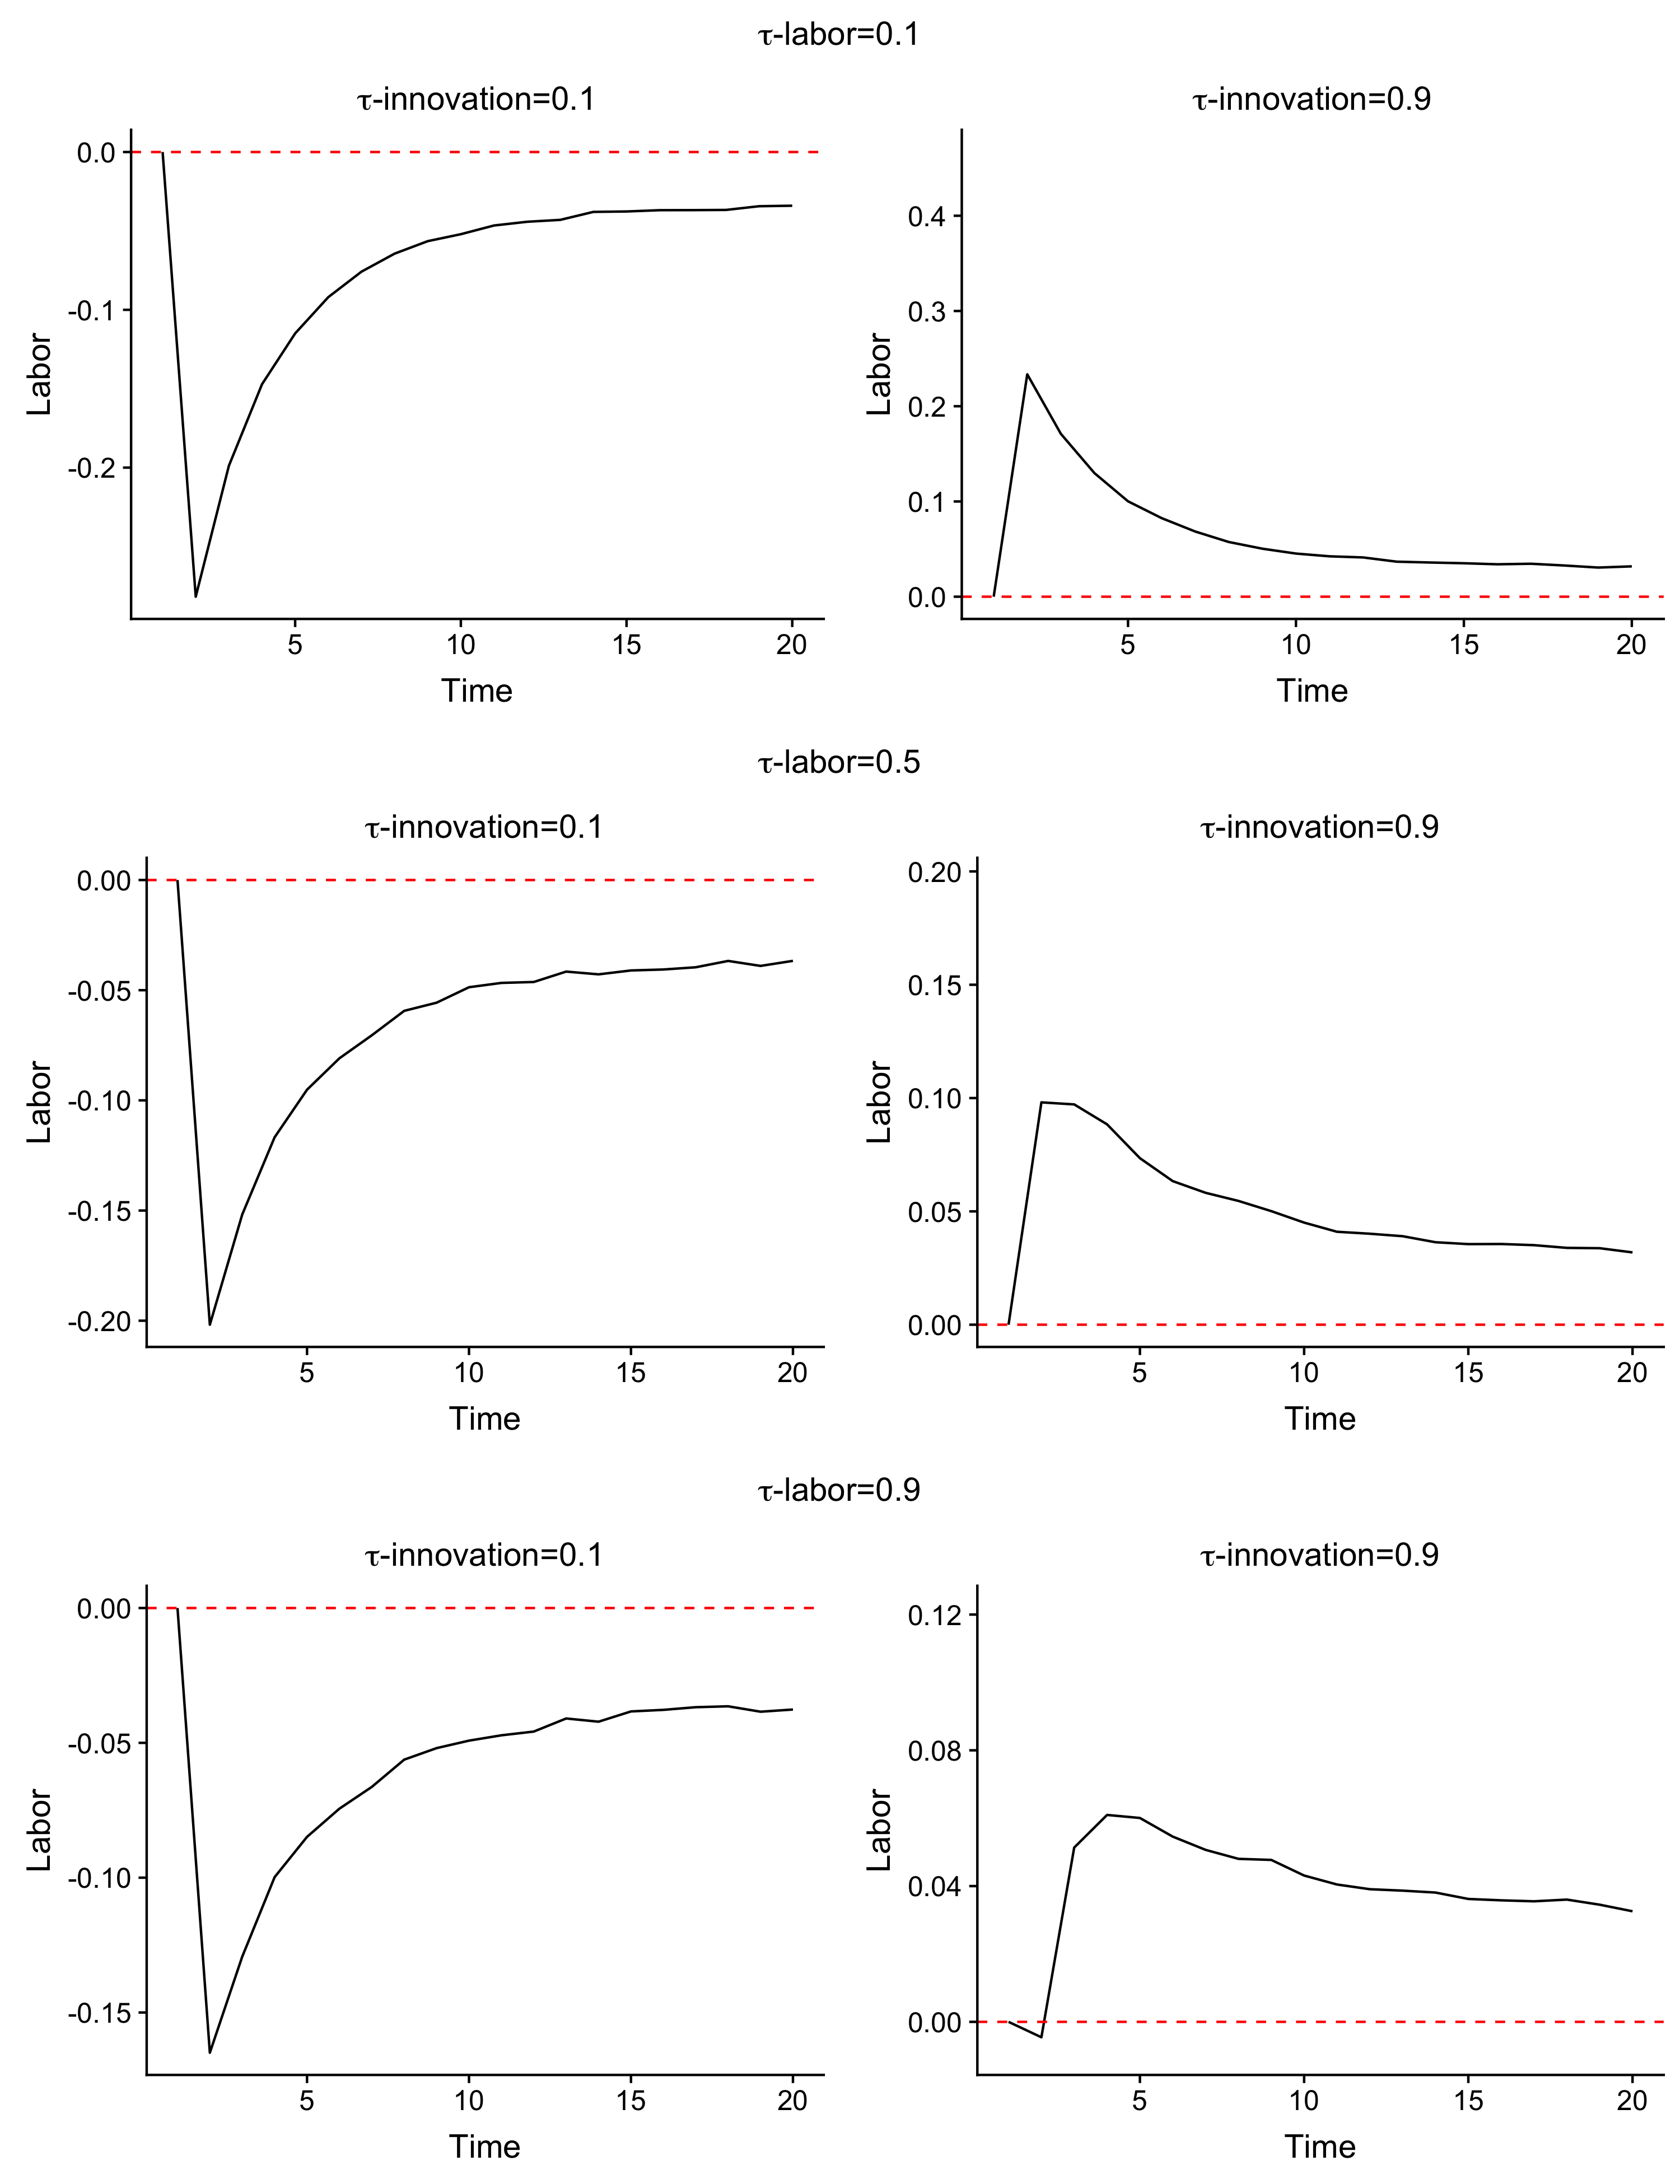 τ-labor=0.1
τ-innovation=0.1
τ-innovation=0.9
0.0
-0.1
-0.2
Labor
5 10 15 20
Time
0.4
0.3
0.2
0.1
0.0
Labor
5 10 15 20
Time
τ-labor=0.5
τ-innovation=0.1
τ-innovation=0.9
0.00
-0.05
-0.10
-0.15
-0.20
Labor
5 10 15 20
Time
0.20
0.15
0.10
0.05
0.00
Labor
5 10 15 20
Time
τ-labor=0.9
τ-innovation=0.1
τ-innovation=0.9
0.00
-0.05
-0.10
-0.15
Labor
5 10 15 20
Time
0.12
0.08
0.04
0.00
Labor
5 10 15 20
Time